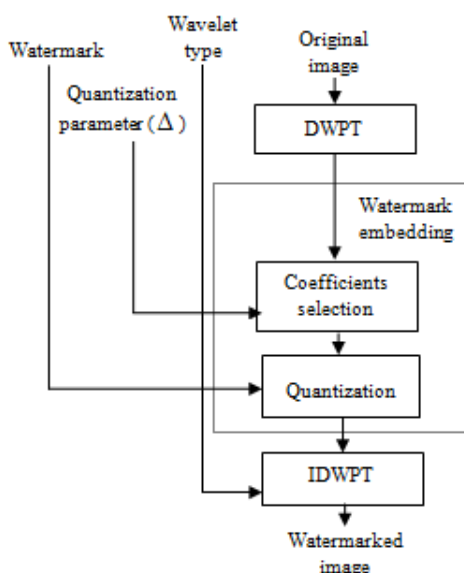 Watermark
Wavelet
type
Original
image
Quantization
parameter(Δ)
DWPT
Watermark
embedding
Coefficients
selection
Quantization
IDWPT
Watermarked
image